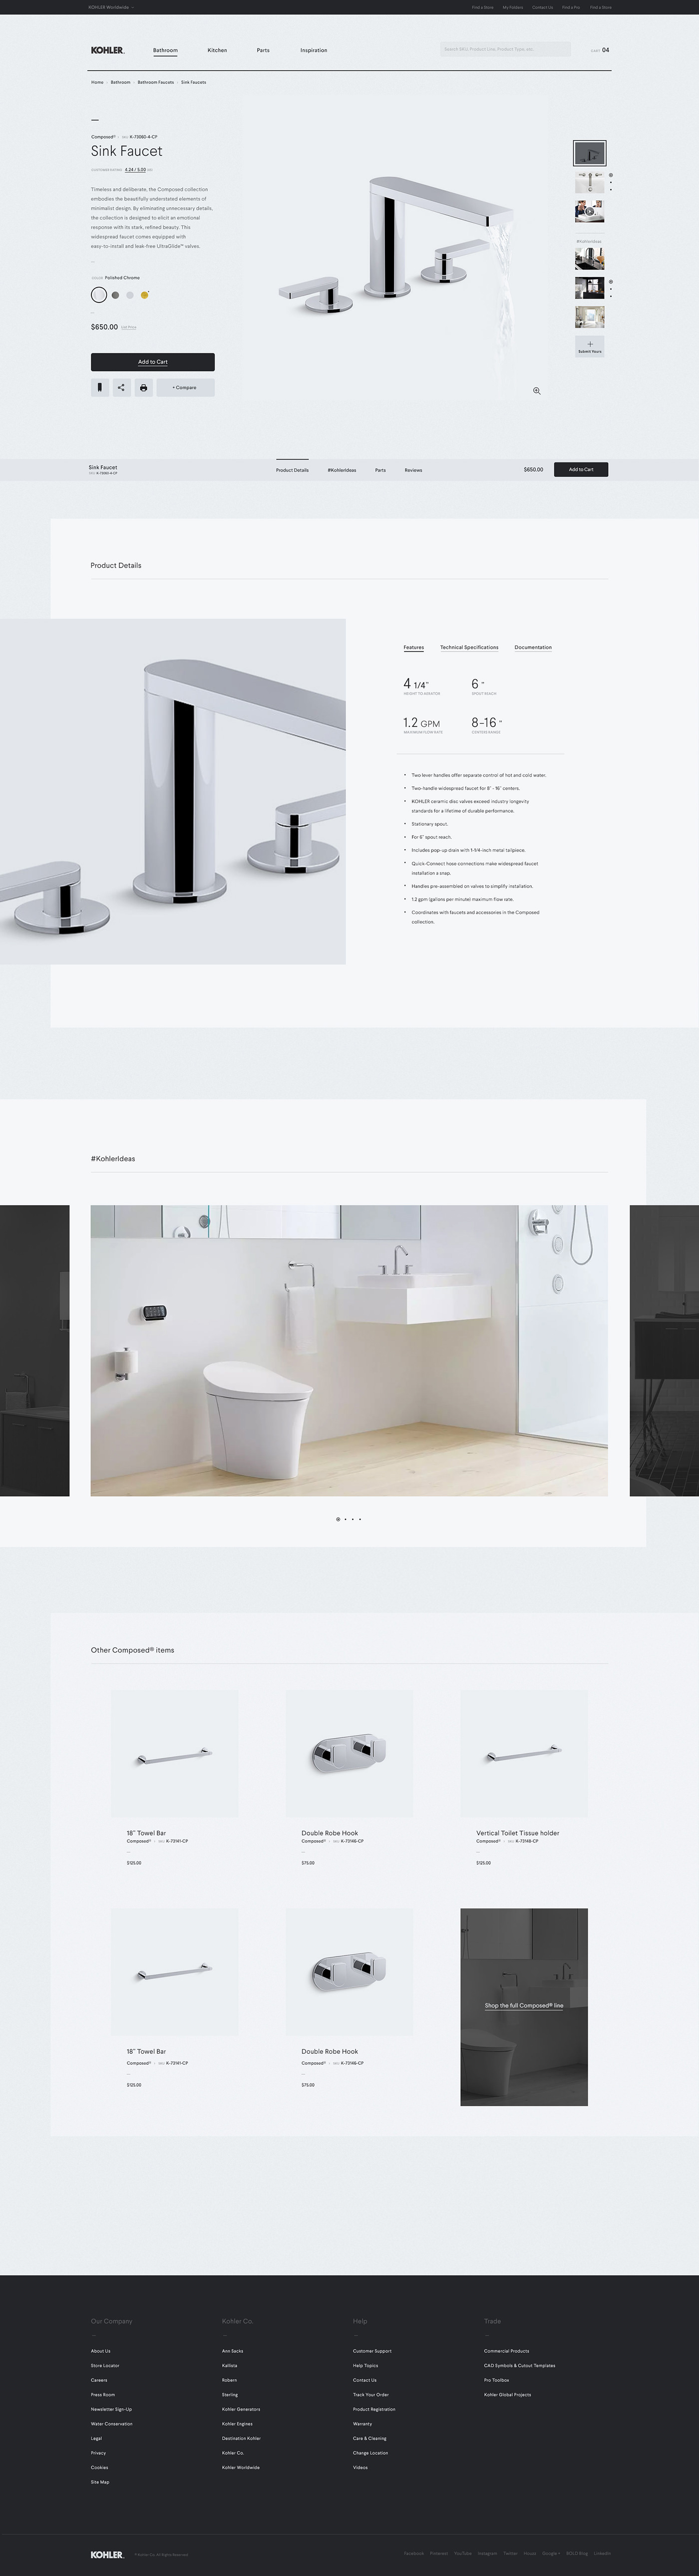 KOHLER Worldwide
Find a Store My Folders Contact Us Find a Pro Find a Store
KOHLER. Bathroom Kitchen Parts Inspiration Search SKU, Product Line, Product Type, etc. CART 04
Home Bathroom Bathroom Faucets Sink Faucets
Composed® SKU K-73060-4-CP
Sink Faucet
CUSTOMER RATING 4.24 / 5.00
Timeless and deliberate, the Composed collection
embodies the beautifully understated elements of
minimalist design. By eliminating unnecessary details,
the collection is designed to elicit an emotional
response with its stark, refined beauty. This
widespread faucet comes equipped with
easy-to-install and leak-free UltraGlide™ valves.
COLOR Polished Chrome
$650.00 List Price
Add to Cart
+ Compare
#kohlerideas
Submit Yours
Sink Faucet
SKU K-73060-4-CP
Product Details #KohlerIdeas Parts Reviews
$650.00 Add to Cart
Product Details
Features Technical Specifications Documentation
4 1/4" 6 "
HEIGHT TO AERATOR SPOUT REACH
1.2 GPM 8-16 "
MAXIMUM FLOW RATE CENTERS RANGE
• Two lever handles offer separate control of hot and cold water.
• Two-handle widespread faucet for 8" - 16" centers.
• KOHLER ceramic disc valves exceed industry longevity
standards for a lifetime of durable performance.
• Stationary spout.
• For 6" spout reach.
• Includes pop-up drain with 1-1/4-inch metal tailpiece.
• Quick-Connect hose connections make widespread faucet
installation a snap.
• Handles pre-assembled on valves to simplify installation.
• 1.2 gpm (gallons per minute) maximum flow rate.
• Coordinates with faucets and accessories in the Composed
collection.
#KohlerIdeas
Other Composed® items
18" Towel Bar
Composed® SKU K-73141-CP
$125.00
Double Robe Hook
Composed® SKU K-73146-CP
$75.00
Vertical Toilet Tissue holder
Composed® SKU K-73148-CP
$125.00
18" Towel Bar
Composed® SKU K-73141-CP
$125.00
Double Robe Hook
Composed® SKU K-73146-CP
$75.00
Shop the full Composed® line
Our Company
About Us
Store Locator
Careers
Press Room
Newsletter Sign-Up
Water Conservation
Legal
Privacy
Cookies
Site Map
Kohler Co.
Ann Sacks
Kallista
Robern
Sterling
Kohler Generators
Kohler Engines
Destination Kohler
Kohler Co.
Kohler Worldwide
Help
Customer Support
Help Topics
Contact Us
Track Your Order
Product Registration
Warranty
Care & Cleaning
Change Location
Videos
Trade
Commercial Products
CAD Symbols & Cutout Templates
Pro Toolbox
Kohler Global Projects
KOHLER. ©Kohler Co. All Rights Reserved
Facebook Pinterest YouTube Instagram Twitter Houzz Google+ BOLD Blog LinkedIn